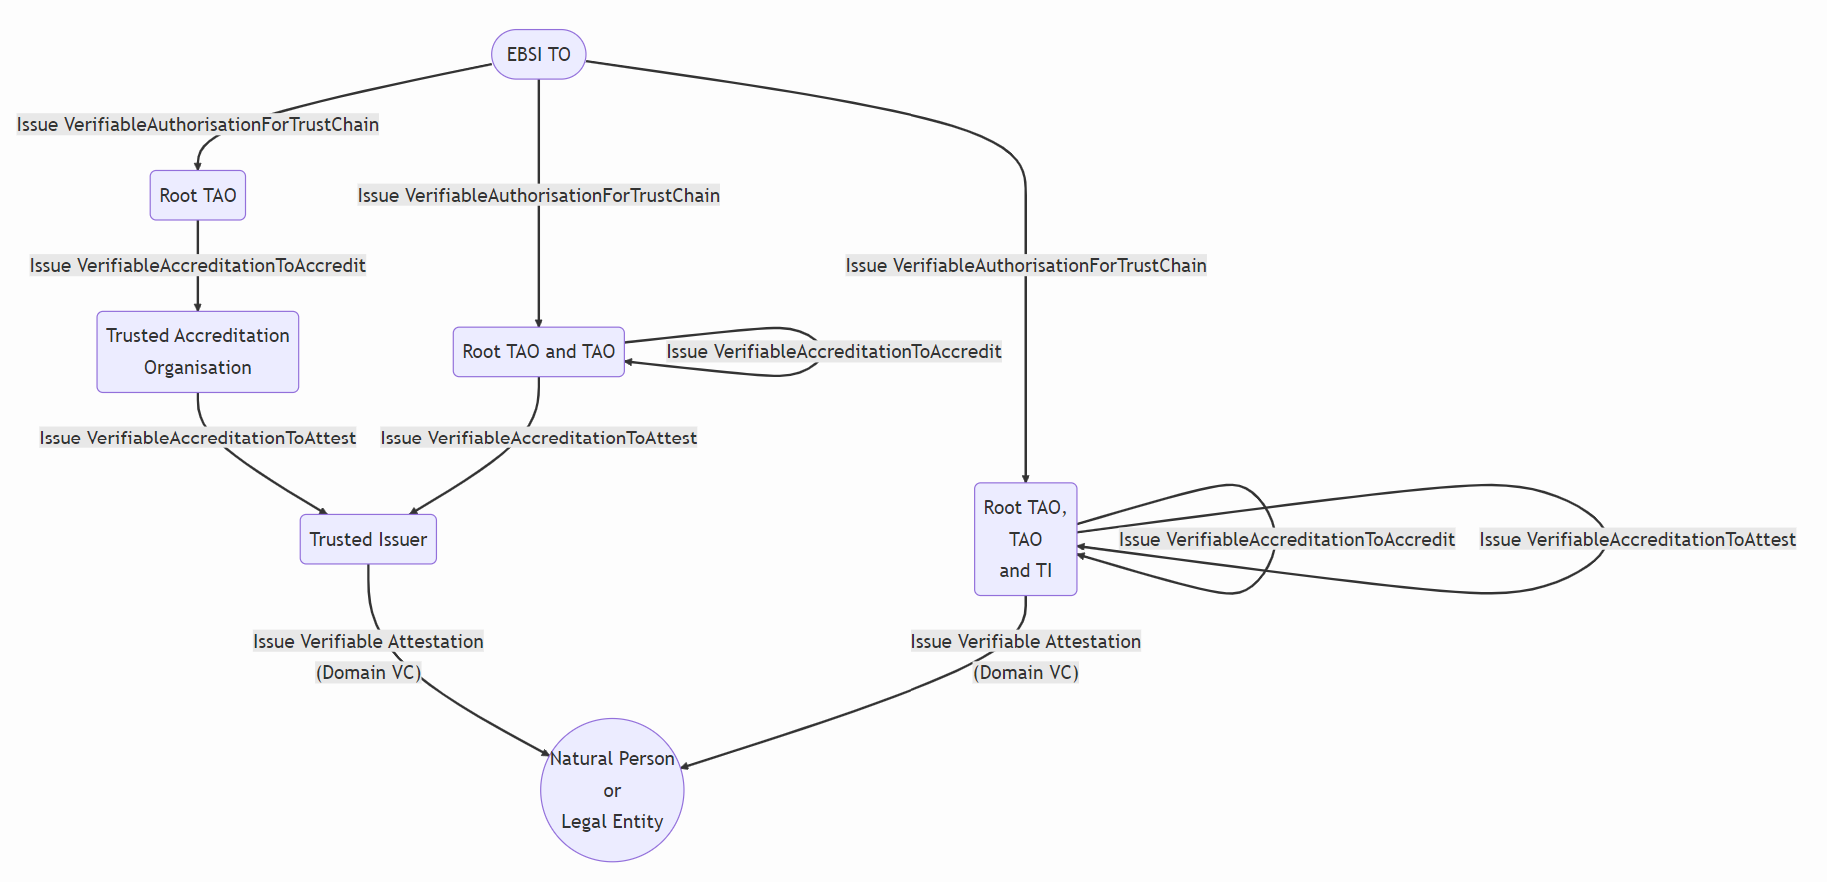 EBSI TO
Issue VerifiableAuthorisationForTrustChain
Root TAO
Issue VerifiableAuthorisationForTrustChain
Issue VerifiableAccreditationToAccredit
Issue VerifiableAuthorisationForTrustChain
Trusted Accreditation
Organisation
Root TAO and TAO
Issue VerifiableAccreditationToAccredit
Issue VerifiableAccreditationToAttest
Issue VerifiableAccreditationToAttest
Trusted Issuer
Root TAO,
TAO
and TI
Issue VerifiableAccreditationToAccredit
Issue VerifiableAccreditationToAttest
Issue Verifiable Attestation
(Domain VC)
Issue Verifiable Attestation
(Domain VC)
Natural Person
or
Legal Entity